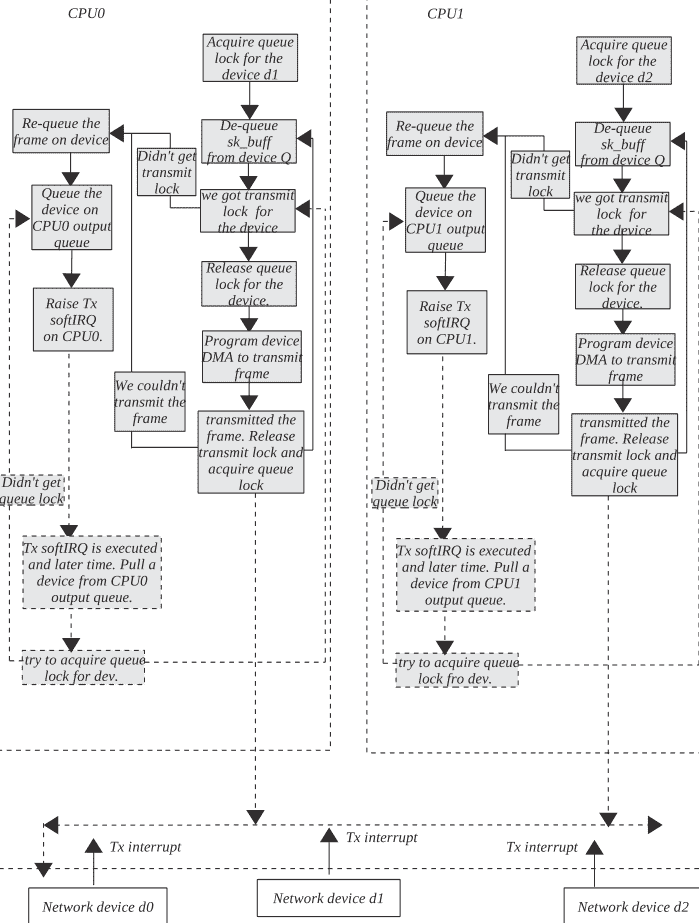 CPU0
Acquire queue
lock for the
device d1
Re-queue the
frame on device
De-queue
sk_buff
from device Q
Didn't get
transmit
lock
Queue the
device on
CPU0 output
queue
we got transmit
lock for
the device
Raise Tx
softIRQ
on CPU0.
Release queue
lock for the
device.
Program device
DMA to transmit
frame
We couldn't
transmit the
frame
transmitted the
frame. Release
transmit lock and
acquire queue
lock
Didn't get
queue lock
Tx softIRQ is executed
and later time. Pull a
device from CPU0
output queue.
try to acquire queue
lock for dev.
CPU1
Acquire queue
lock for the
device d2
Re-queue the
frame on device
De-queue
sk_buff
from device Q
Didn't get
transmit
lock
Queue the
device on
CPU1 output
queue
we got transmit
lock for
the device
Raise Tx
softIRQ
on CPU1.
Release queue
lock for the
device.
Program device
DMA to transmit
frame
We couldn't
transmit the
frame
transmitted the
frame. Release
transmit lock and
acquire queue
lock
Didn't get
queue lock
Tx softIRQ is executed
and later time. Pull a
device from CPU1
output queue.
try to acquire queue
lock fro dev.
Tx interrupt
Tx interrupt
Tx interrupt
Network device d0
Network device d1
Network device d2